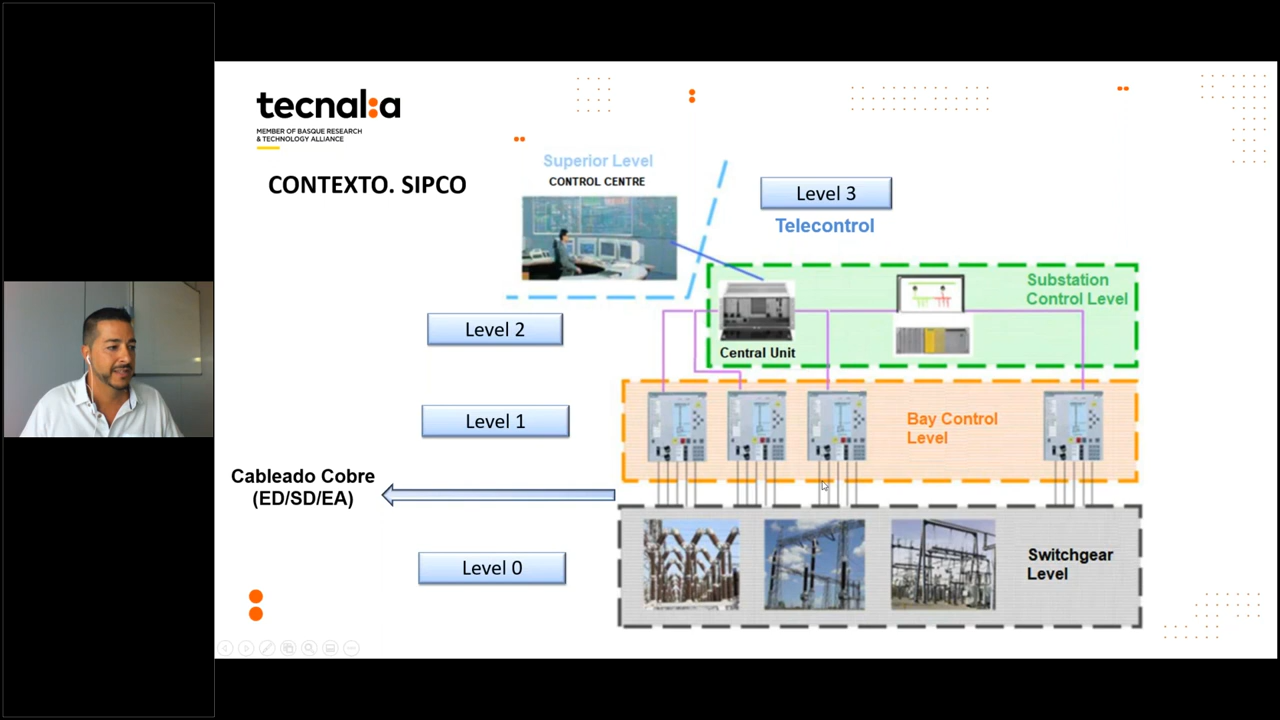 tecnal:a
MEMBER OF BASQUE RESEARCH
& TECHNOLOGY ALLIANCE
CONTEXTO. SIPCO
Superior Level
CONTROL CENTRE
Level 3
Telecontrol
Substation
Control Level
Level 2
Central Unit
Level 1
Bay Control
Level
Cableado Cobre
(ED/SD/EA)
Level 0
Switchgear
Level